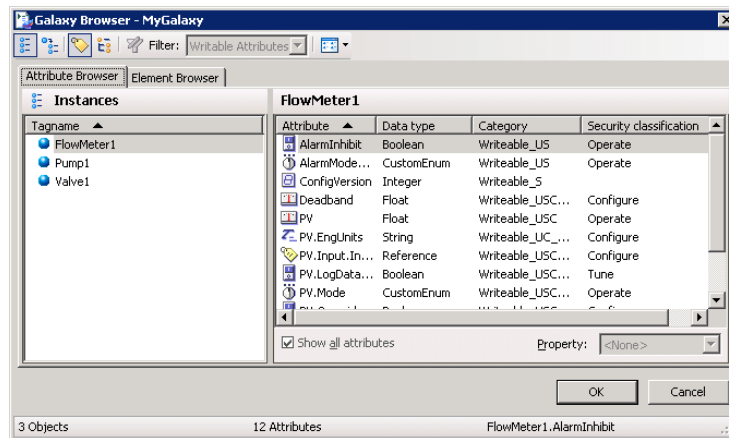 Galaxy Browser - MyGalaxy
Filter: Writable Attributes
Attribute Browser Element Browser
Instances FlowMeter1
Tagname Attribute Data type Category Security classification
FlowMeter1 AlarmInhibit Boolean Writeable_US Operate
Pump1 AlarmMode... CustomEnum Writeable_US Operate
Valve1 ConfigVersion Integer Writeable_S
Deadband Float Writeable_USC... Configure
PV Float Writeable_USC Operate
PV.EngUnits String Writeable_UC_... Configure
PV.Input.In... Reference Writeable_USC... Configure
PV.LogData... Boolean Writeable_USC... Tune
PV.Mode CustomEnum Writeable_USC... Operate
Show all attributes Property: <None>
OK Cancel
3 Objects 12 Attributes FlowMeter1.AlarmInhibit